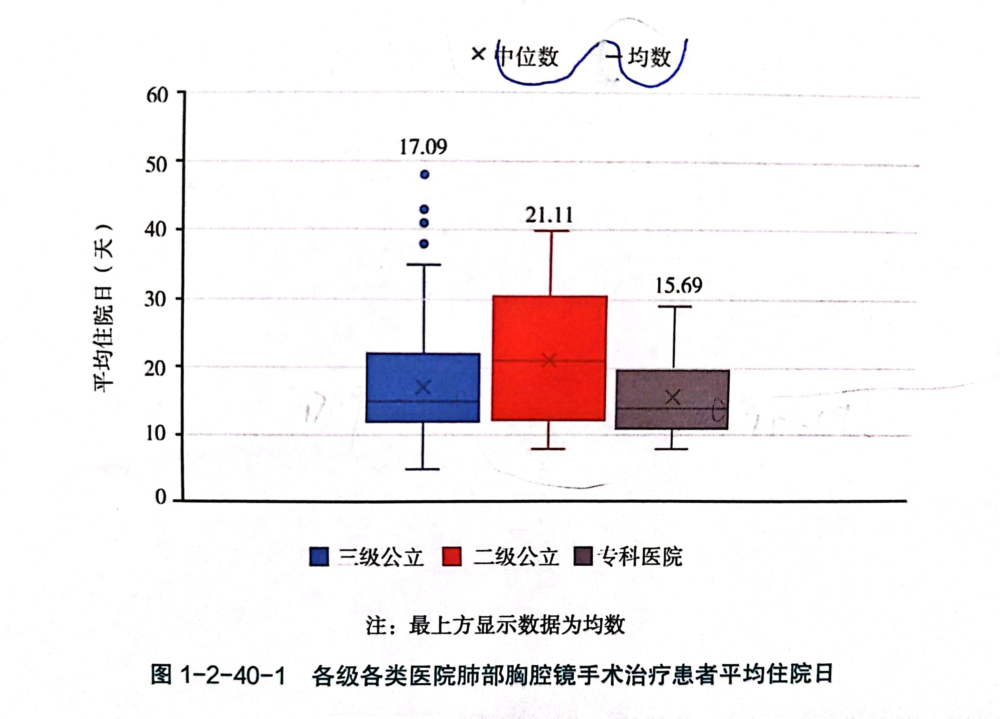 × 中位数 — 均数
60
17.09
50
21.11
40
15.69
30
20
10
0
平均住院日（天）
三级公立 二级公立 专科医院
注：最上方显示数据为均数
图 1-2-40-1 各级各类医院肺部胸腔镜手术治疗患者平均住院日